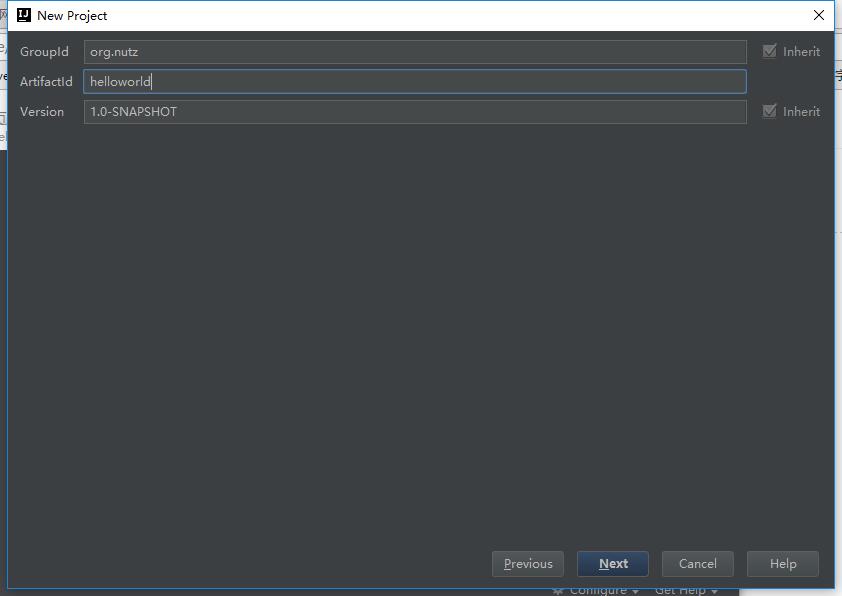 IJ New Project
GroupId org.nutz Inherit
ArtifactId helloworld
Version 1.0-SNAPSHOT Inherit
Previous Next Cancel Help
Configure Get Help